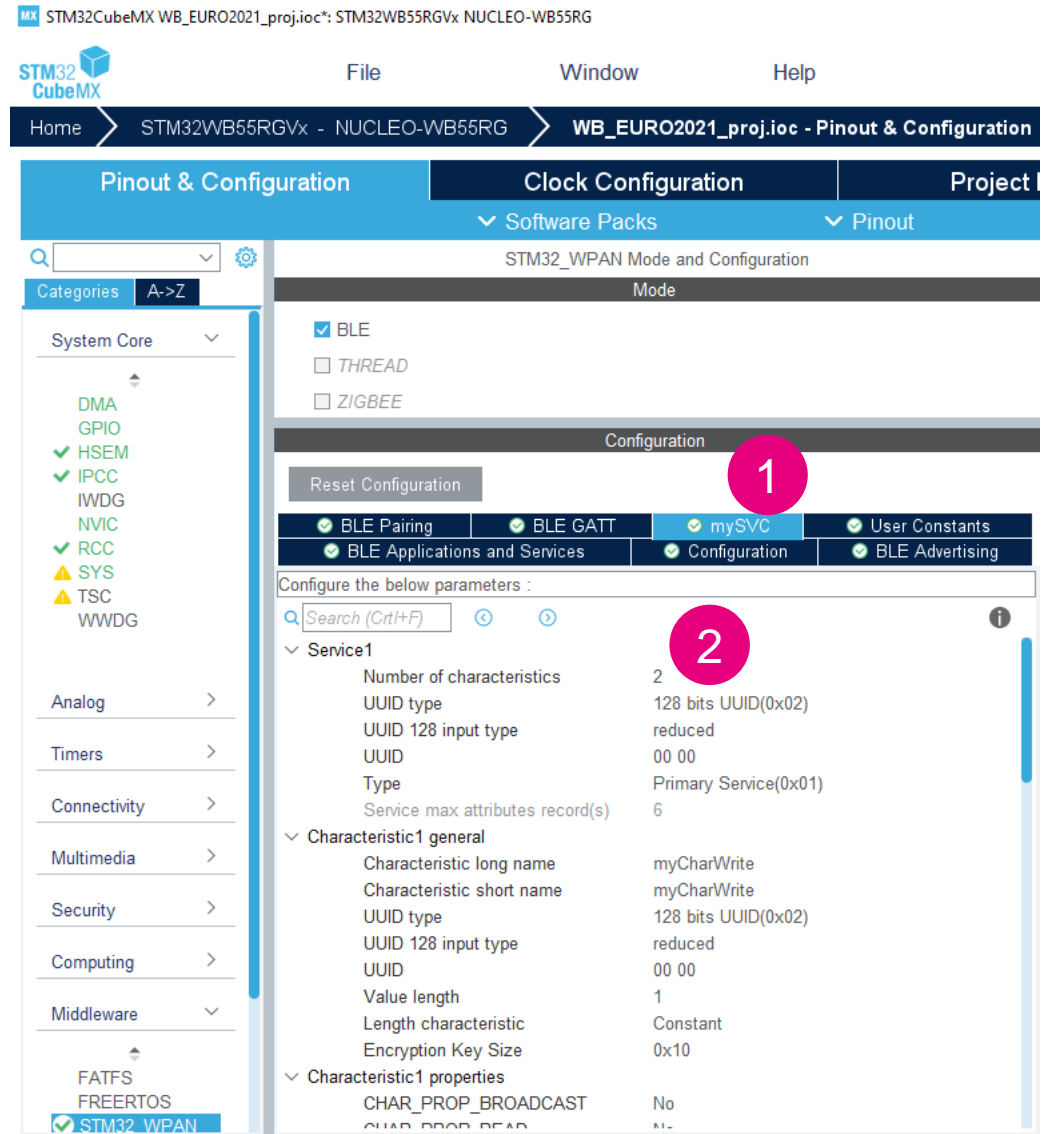 MX STM32CubeMX WB_EURO2021_proj.ioc*: STM32WB55RGVx NUCLEO-WB55RG
STM32
CubeMX
File Window Help
Home STM32WB55RGVx - NUCLEO-WB55RG WB_EURO2021_proj.ioc - Pinout & Configuration
Pinout & Configuration Clock Configuration Project
Software Packs Pinout
STM32_WPAN Mode and Configuration
Categories A->Z
Mode
System Core
BLE
THREAD
ZIGBEE
DMA
GPIO
HSEM
IPCC
IWDG
NVIC
RCC
SYS
TSC
WWDG
Analog
Timers
Connectivity
Multimedia
Security
Computing
Middleware
FATFS
FREERTOS
STM32_WPAN
Configuration
1
Reset Configuration
BLE Pairing BLE GATT mySVC User Constants
BLE Applications and Services Configuration BLE Advertising
Configure the below parameters :
Search (Crtl+F)
2
Service1
Number of characteristics 2
UUID type 128 bits UUID(0x02)
UUID 128 input type reduced
UUID 00 00
Type Primary Service(0x01)
Service max attributes record(s) 6
Characteristic1 general
Characteristic long name myCharWrite
Characteristic short name myCharWrite
UUID type 128 bits UUID(0x02)
UUID 128 input type reduced
UUID 00 00
Value length 1
Length characteristic Constant
Encryption Key Size 0x10
Characteristic1 properties
CHAR_PROP_BROADCAST No
CHAR_PROP_READ No